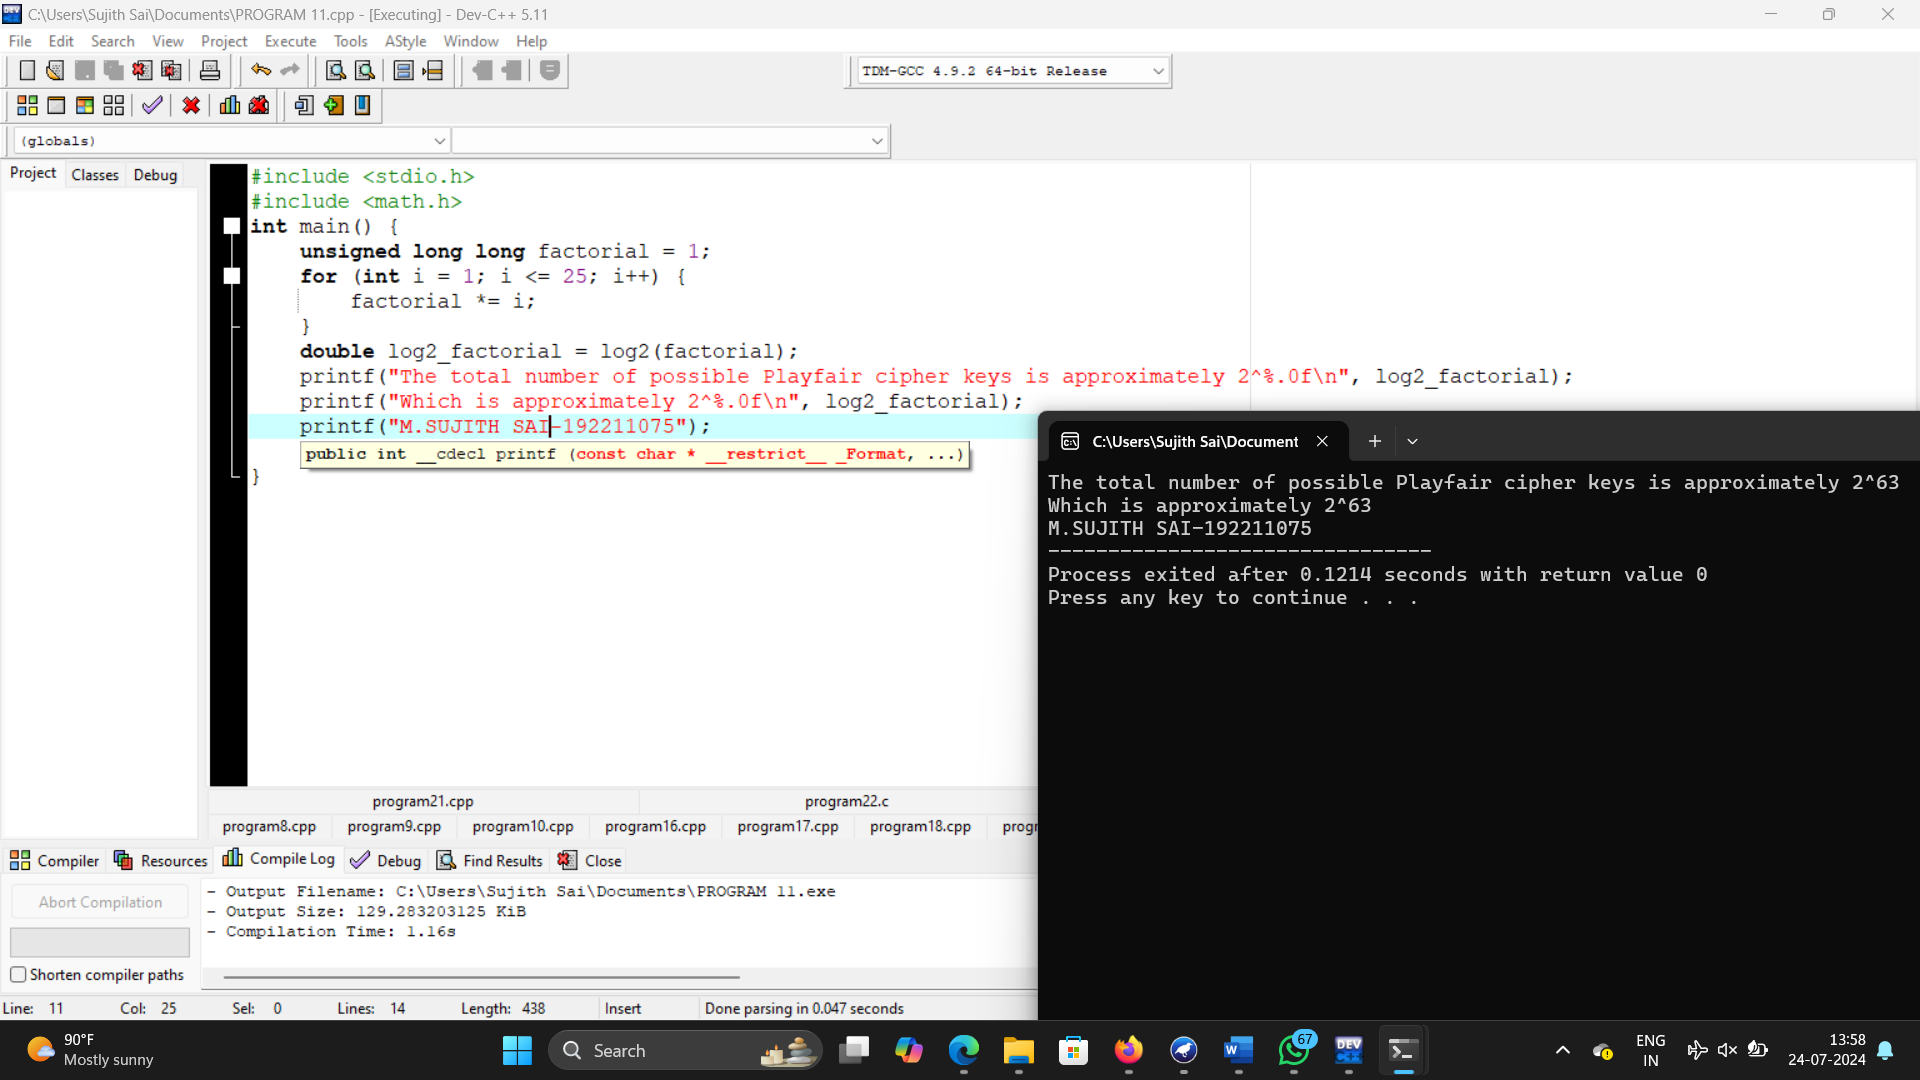 C:\Users\Sujith Sai\Documents\PROGRAM 11.cpp - [Executing] - Dev-C++ 5.11
File Edit Search View Project Execute Tools AStyle Window Help
TDM-GCC 4.9.2 64-bit Release
(globals)
Project Classes Debug
#include <stdio.h>
#include <math.h>
int main() {
unsigned long long factorial = 1;
for (int i = 1; i <= 25; i++) {
factorial *= i;
}
double log2_factorial = log2(factorial);
printf("The total number of possible Playfair cipher keys is approximately 2^%.0f\n", log2_factorial);
printf("Which is approximately 2^%.0f\n", log2_factorial);
printf("M.SUJITH SAI-192211075");
public int __cdecl printf (const char * __restrict__ _Format, ...)
}
C:\Users\Sujith Sai\Document
The total number of possible Playfair cipher keys is approximately 2^63
Which is approximately 2^63
M.SUJITH SAI-192211075
--------------------------------
Process exited after 0.1214 seconds with return value 0
Press any key to continue . . .
program21.cpp program22.c
program8.cpp program9.cpp program10.cpp program16.cpp program17.cpp program18.cpp progr
Compiler Resources Compile Log Debug Find Results Close
Abort Compilation
Shorten compiler paths
- Output Filename: C:\Users\Sujith Sai\Documents\PROGRAM 11.exe
- Output Size: 129.283203125 KiB
- Compilation Time: 1.16s
Line: 11 Col: 25 Sel: 0 Lines: 14 Length: 438 Insert Done parsing in 0.047 seconds
90°F
Mostly sunny
Search
67
DEV
C++
ENG
IN
13:58
24-07-2024